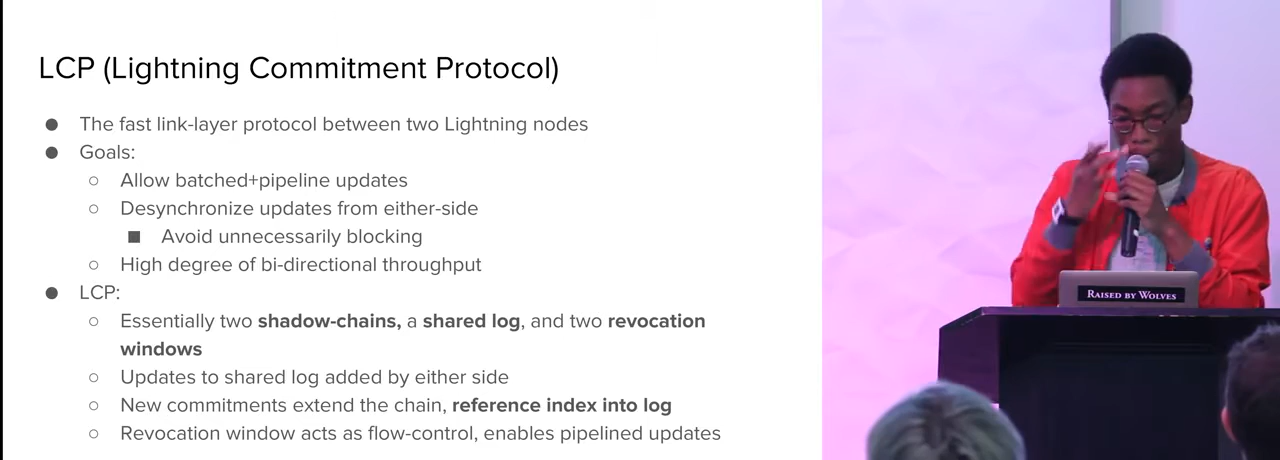 LCP (Lightning Commitment Protocol)
● The fast link-layer protocol between two Lightning nodes
● Goals:
○ Allow batched+pipeline updates
○ Desynchronize updates from either-side
■ Avoid unnecessarily blocking
○ High degree of bi-directional throughput
● LCP:
○ Essentially two shadow-chains, a shared log, and two revocation
windows
○ Updates to shared log added by either side
○ New commitments extend the chain, reference index into log
○ Revocation window acts as flow-control, enables pipelined updates
RAISED BY WOLVES